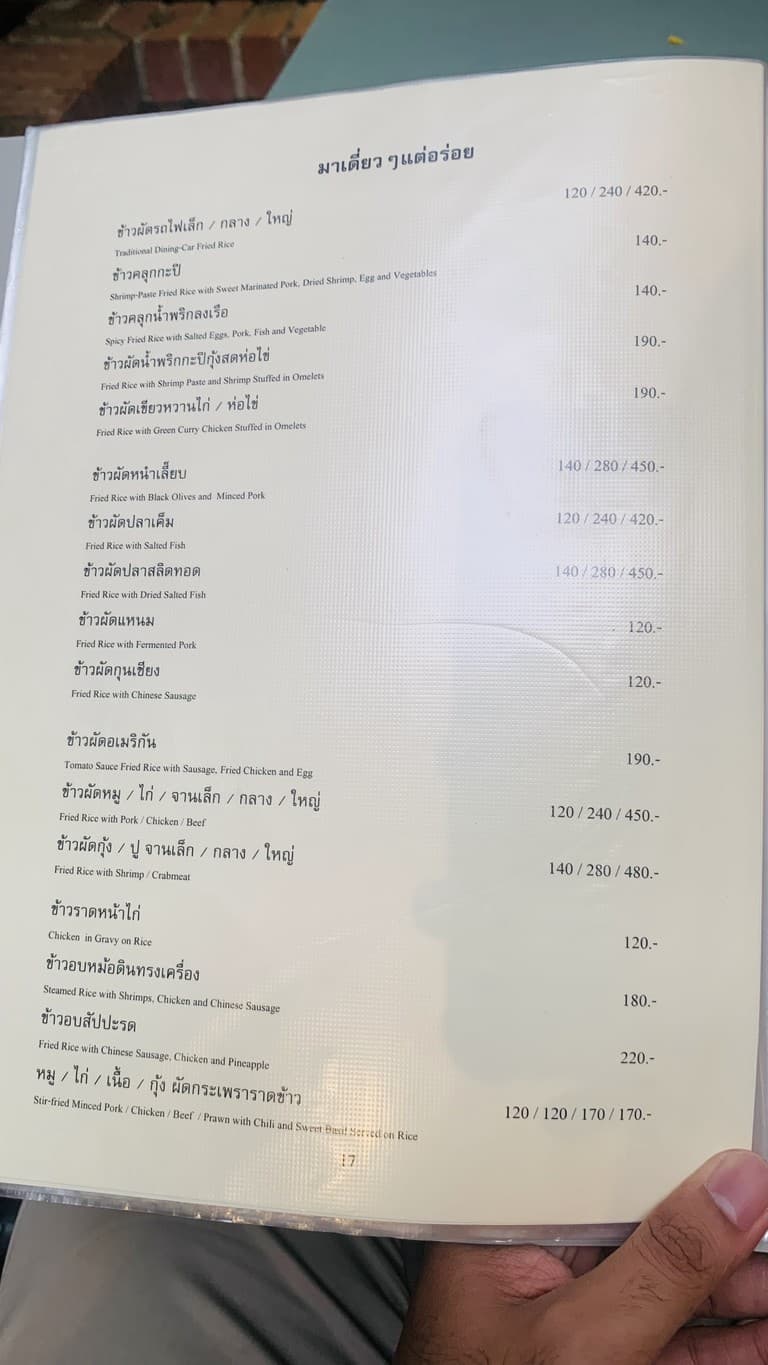 มาเดี่ยว ๆ แต่อร่อย
ข้าวผัดรถไฟเล็ก / กลาง / ใหญ่ 120 / 240 / 420.-
Traditional Dining-Car Fried Rice
ข้าวคลุกกะปิ 140.-
Shrimp-Paste Fried Rice with Sweet Marinated Pork, Dried Shrimp, Egg and Vegetables
ข้าวคลุกน้ำพริกลงเรือ 140.-
Spicy Fried Rice with Salted Eggs, Pork, Fish and Vegetable
ข้าวผัดน้ำพริกกะปิกุ้งสดห่อไข่ 190.-
Fried Rice with Shrimp Paste and Shrimp Stuffed in Omelets
ข้าวผัดเขียวหวานไก่ / ห่อไข่ 190.-
Fried Rice with Green Curry Chicken Stuffed in Omelets
ข้าวผัดหนำเลี๊ยบ 140 / 280 / 450.-
Fried Rice with Black Olives and Minced Pork
ข้าวผัดปลาเค็ม 120 / 240 / 420.-
Fried Rice with Salted Fish
ข้าวผัดปลาสลิดทอด 140 / 280 / 450.-
Fried Rice with Dried Salted Fish
ข้าวผัดแหนม 120.-
Fried Rice with Fermented Pork
ข้าวผัดกุนเชียง 120.-
Fried Rice with Chinese Sausage
ข้าวผัดอเมริกัน 190.-
Tomato Sauce Fried Rice with Sausage, Fried Chicken and Egg
ข้าวผัดหมู / ไก่ / จานเล็ก / กลาง / ใหญ่ 120 / 240 / 450.-
Fried Rice with Pork / Chicken / Beef
ข้าวผัดกุ้ง / ปู จานเล็ก / กลาง / ใหญ่ 140 / 280 / 480.-
Fried Rice with Shrimp / Crabmeat
ข้าวราดหน้าไก่ 120.-
Chicken in Gravy on Rice
ข้าวอบหม้อดินทรงเครื่อง 180.-
Steamed Rice with Shrimps, Chicken and Chinese Sausage
ข้าวอบสัปปะรด 220.-
Fried Rice with Chinese Sausage, Chicken and Pineapple
หมู / ไก่ / เนื้อ / กุ้ง ผัดกระเพราราดข้าว 120 / 120 / 170 / 170.-
Stir-fried Minced Pork / Chicken / Beef / Prawn with Chili and Sweet Basil Served on Rice
17